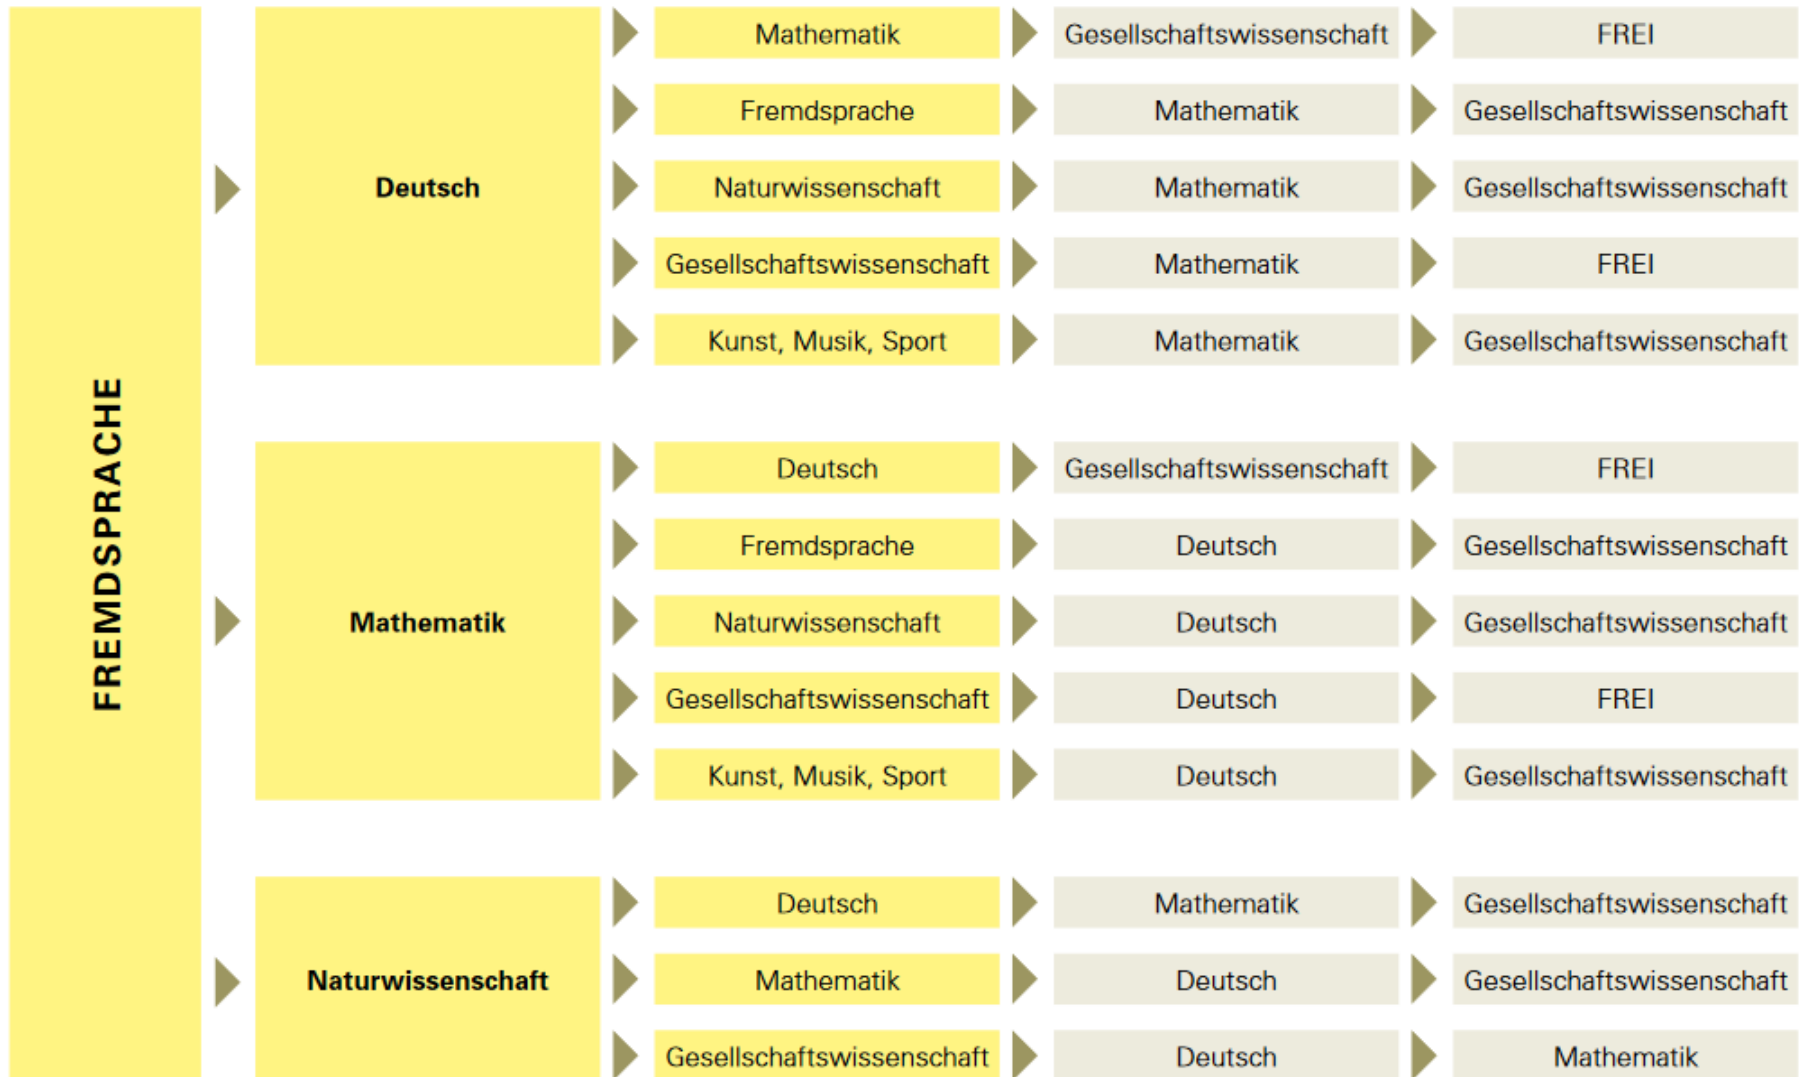 FREMDSPRACHE
Deutsch
Mathematik
Gesellschaftswissenschaft
FREI
Fremdsprache
Mathematik
Gesellschaftswissenschaft
Naturwissenschaft
Mathematik
Gesellschaftswissenschaft
Gesellschaftswissenschaft
Mathematik
FREI
Kunst, Musik, Sport
Mathematik
Gesellschaftswissenschaft
Mathematik
Deutsch
Gesellschaftswissenschaft
FREI
Fremdsprache
Deutsch
Gesellschaftswissenschaft
Naturwissenschaft
Deutsch
Gesellschaftswissenschaft
Gesellschaftswissenschaft
Deutsch
FREI
Kunst, Musik, Sport
Deutsch
Gesellschaftswissenschaft
Naturwissenschaft
Deutsch
Mathematik
Gesellschaftswissenschaft
Mathematik
Deutsch
Gesellschaftswissenschaft
Gesellschaftswissenschaft
Deutsch
Mathematik